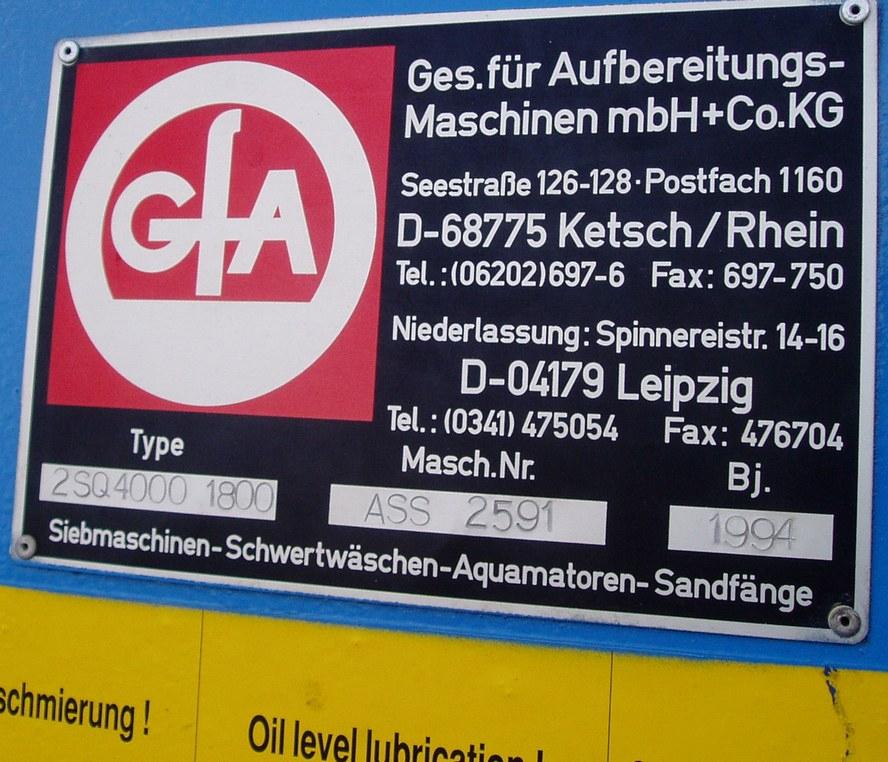 GfA
Ges.für Aufbereitungs-
Maschinen mbH+Co.KG
Seestraße 126-128·Postfach 1160
D-68775 Ketsch/Rhein
Tel.:(06202)697-6 Fax: 697-750
Niederlassung: Spinnereistr. 14-16
D-04179 Leipzig
Tel.: (0341) 475054 Fax: 476704
Type Masch.Nr. Bj.
2SQ4000 1800 ASS 2591 1994
Siebmaschinen-Schwertwäschen-Aquamatoren-Sandfänge
schmierung !
Oil level lubrication !